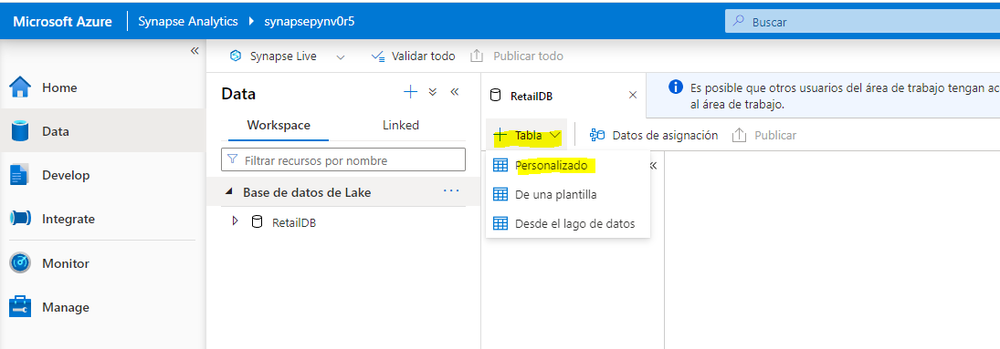 Microsoft Azure
Synapse Analytics
synapsepynv0r5
Buscar
Synapse Live
Validar todo
Publicar todo
Home
Data
Develop
Integrate
Monitor
Manage
Data
Workspace
Linked
Filtrar recursos por nombre
Base de datos de Lake
RetailDB
RetailDB
Es posible que otros usuarios del área de trabajo tengan ac
al área de trabajo.
Tabla
Datos de asignación
Publicar
Personalizado
De una plantilla
Desde el lago de datos